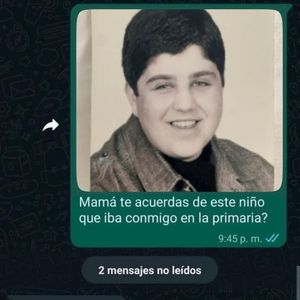 Mamá te acuerdas de este niño
que iba conmigo en la primaria?
9:45 p. m.
2 mensajes no leídos